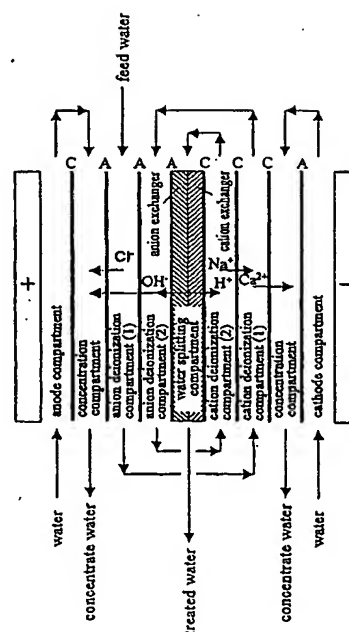 feed water
C A A A C C C A
+
−
anion exchanger
cation exchanger
Cl⁻
OH⁻
Na⁺
H⁺
Ca²⁺
anode compartment
concentration
compartment
anion deionization
compartment (1)
anion deionization
compartment (2)
water splitting
compartment
cation deionization
compartment (2)
cation deionization
compartment (1)
concentration
compartment
cathode compartment
water
concentrate water
treated water
concentrate water
water